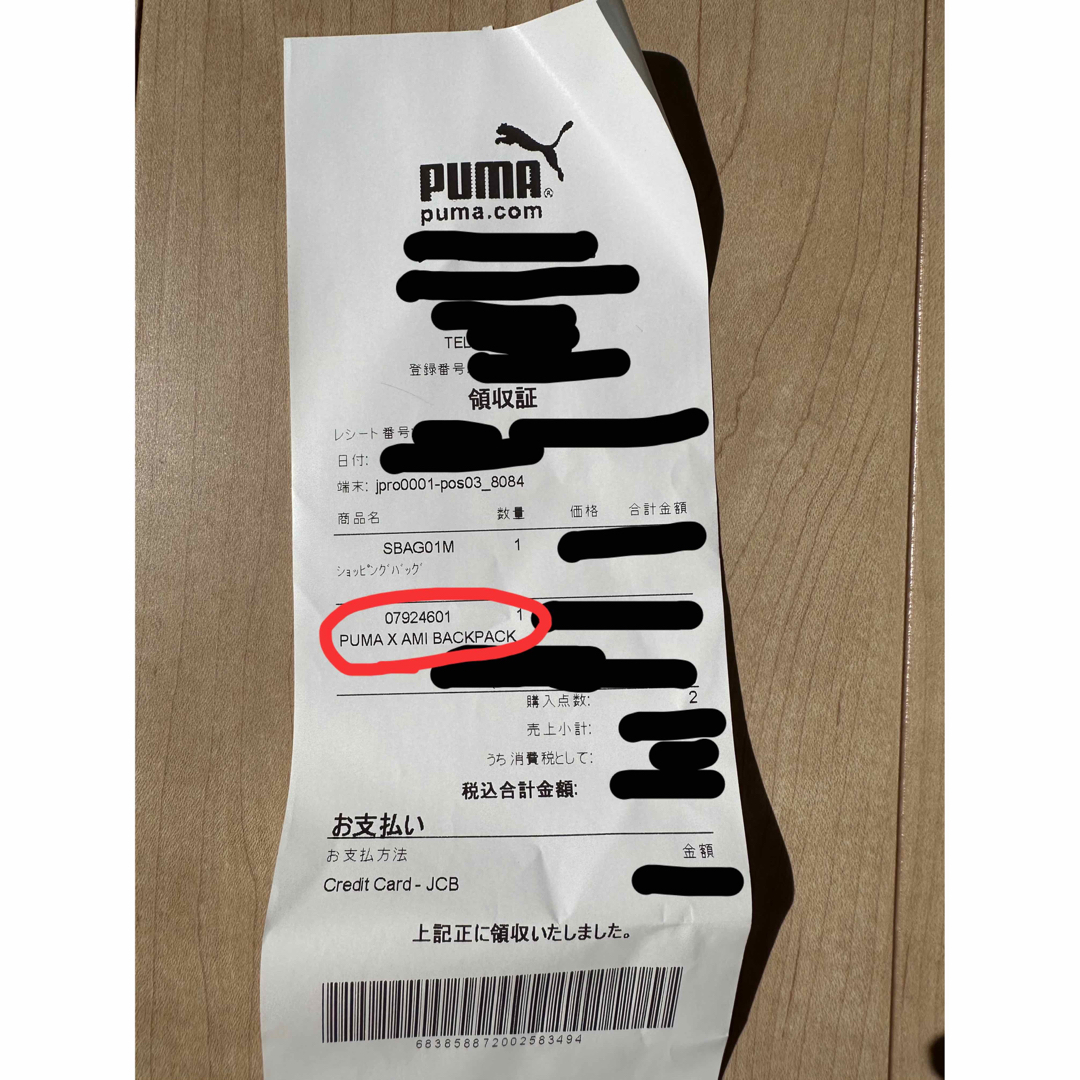 PUMA®
puma.com
TEL
登録番号
領収証
レシート番号
日付:
端末: jpro0001-pos03_8084
商品名 数量 価格 合計金額
SBAG01M 1
ｼｮｯﾋﾟﾝｸﾞﾊﾞｯｸﾞ
07924601 1
PUMA X AMI BACKPACK
購入点数: 2
売上小計:
うち消費税として:
税込合計金額:
お支払い
お支払方法 金額
Credit Card - JCB
上記正に領収いたしました。
683858872002583494